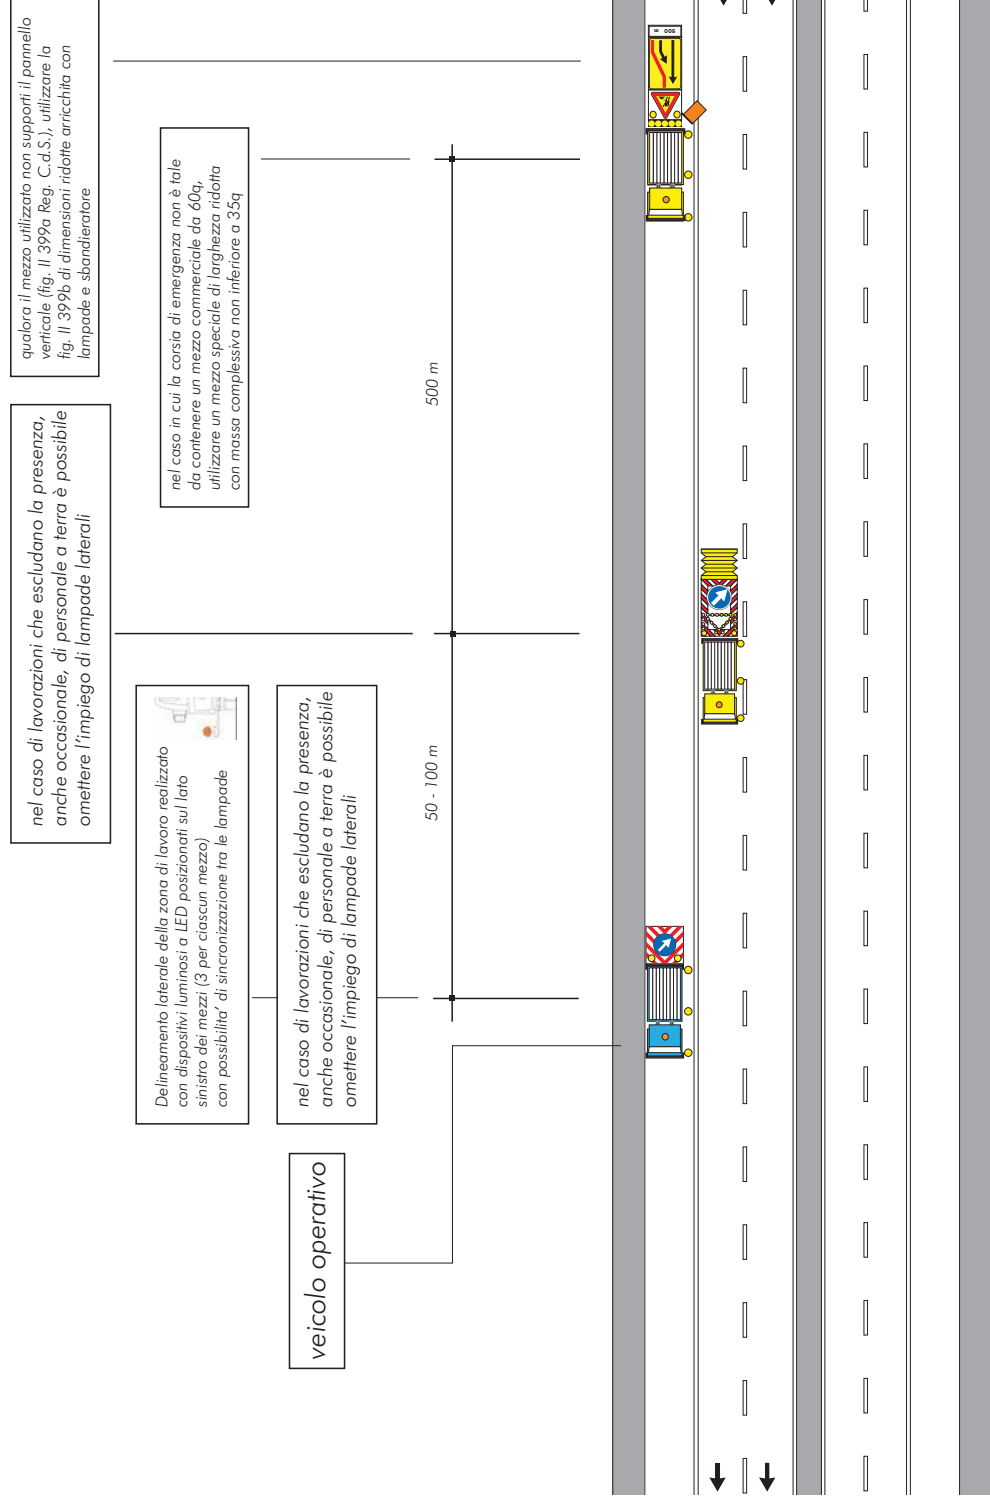 qualora il mezzo utilizzato non supporti il pannello
verticale (fig. II 399a Reg. C.d.S.), utilizzare la
fig. II 399b di dimensioni ridotte arricchita con
lampade e sbandieratore
nel caso in cui la corsia di emergenza non è tale
da contenere un mezzo commerciale da 60q,
utilizzare un mezzo speciale di larghezza ridotta
con massa complessiva non inferiore a 35q
nel caso di lavorazioni che escludano la presenza,
anche occasionale, di personale a terra è possibile
omettere l'impiego di lampade laterali
Delineamento laterale della zona di lavoro realizzato
con dispositivi luminosi a LED posizionati sul lato
sinistro dei mezzi (3 per ciascun mezzo)
con possibilita' di sincronizzazione tra le lampade
nel caso di lavorazioni che escludano la presenza,
anche occasionale, di personale a terra è possibile
omettere l'impiego di lampade laterali
veicolo operativo
500 m
50 - 100 m
500 m